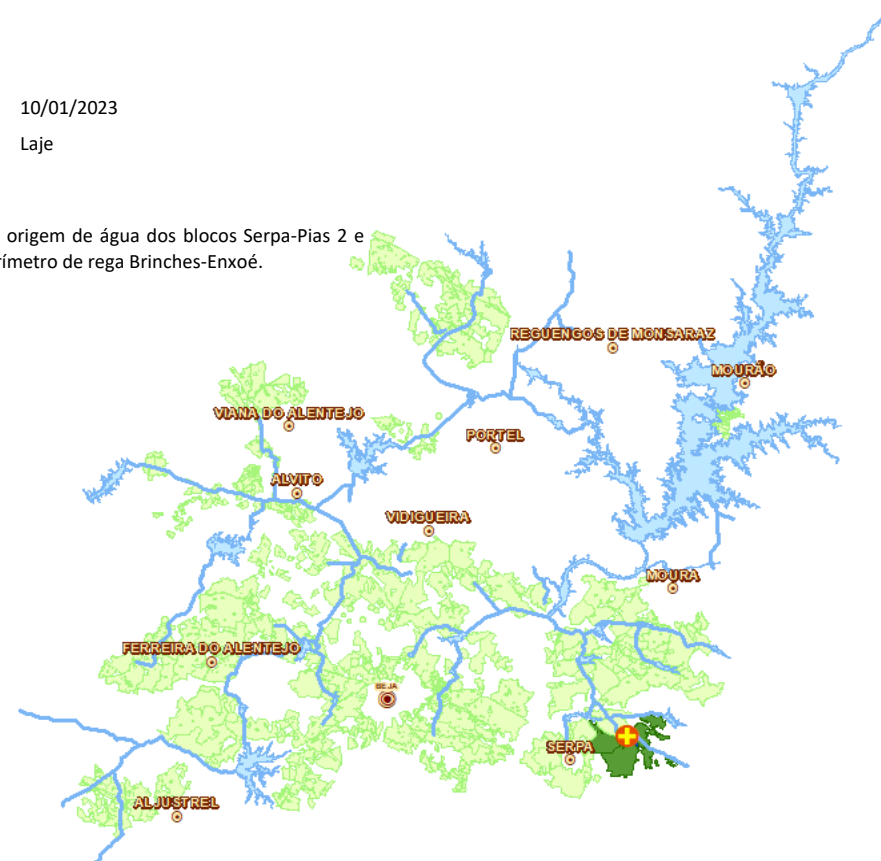 10/01/2023
Laje
origem de água dos blocos Serpa-Pias 2 e
rímetro de rega Brinches-Enxoé.
REGUENGOS DE MONSARAZ
MOURÃO
VIANA DO ALENTEJO
PORTEL
ALVITO
VIDIGUEIRA
MOURA
FERREIRA DO ALENTEJO
BEJA
SERPA
ALJUSTREL